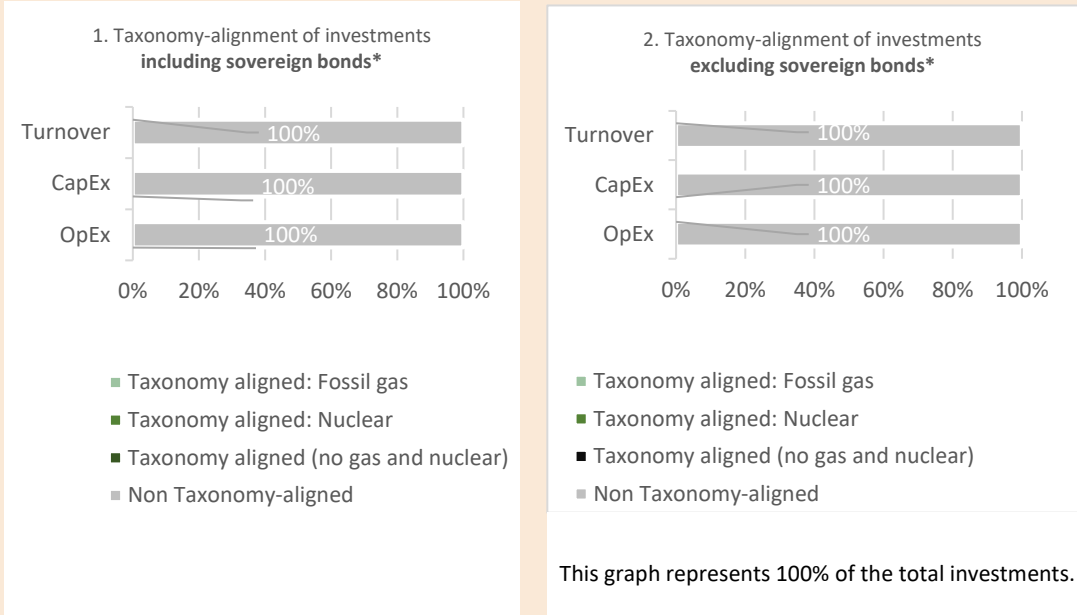 1. Taxonomy-alignment of investments
including sovereign bonds*
Turnover
100%
CapEx
100%
OpEx
100%
0% 20% 40% 60% 80% 100%
Taxonomy aligned: Fossil gas
Taxonomy aligned: Nuclear
Taxonomy aligned (no gas and nuclear)
Non Taxonomy-aligned
2. Taxonomy-alignment of investments
excluding sovereign bonds*
Turnover
100%
CapEx
100%
OpEx
100%
0% 20% 40% 60% 80% 100%
Taxonomy aligned: Fossil gas
Taxonomy aligned: Nuclear
Taxonomy aligned (no gas and nuclear)
Non Taxonomy-aligned
This graph represents 100% of the total investments.